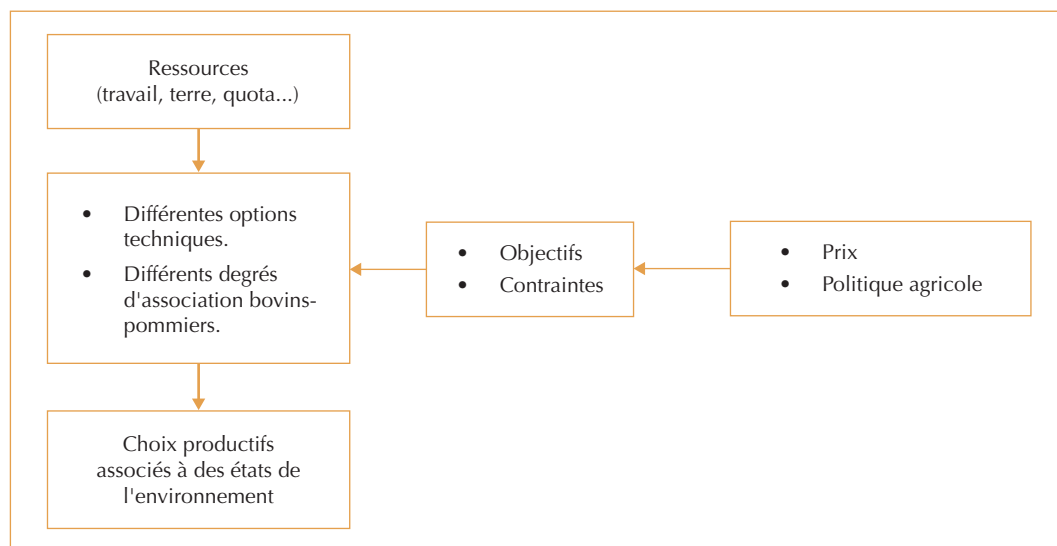 Ressources
(travail, terre, quota...)
• Différentes options
techniques.
• Différents degrés
d'association bovins-
pommiers.
• Objectifs
• Contraintes
• Prix
• Politique agricole
Choix productifs
associés à des états de
l'environnement